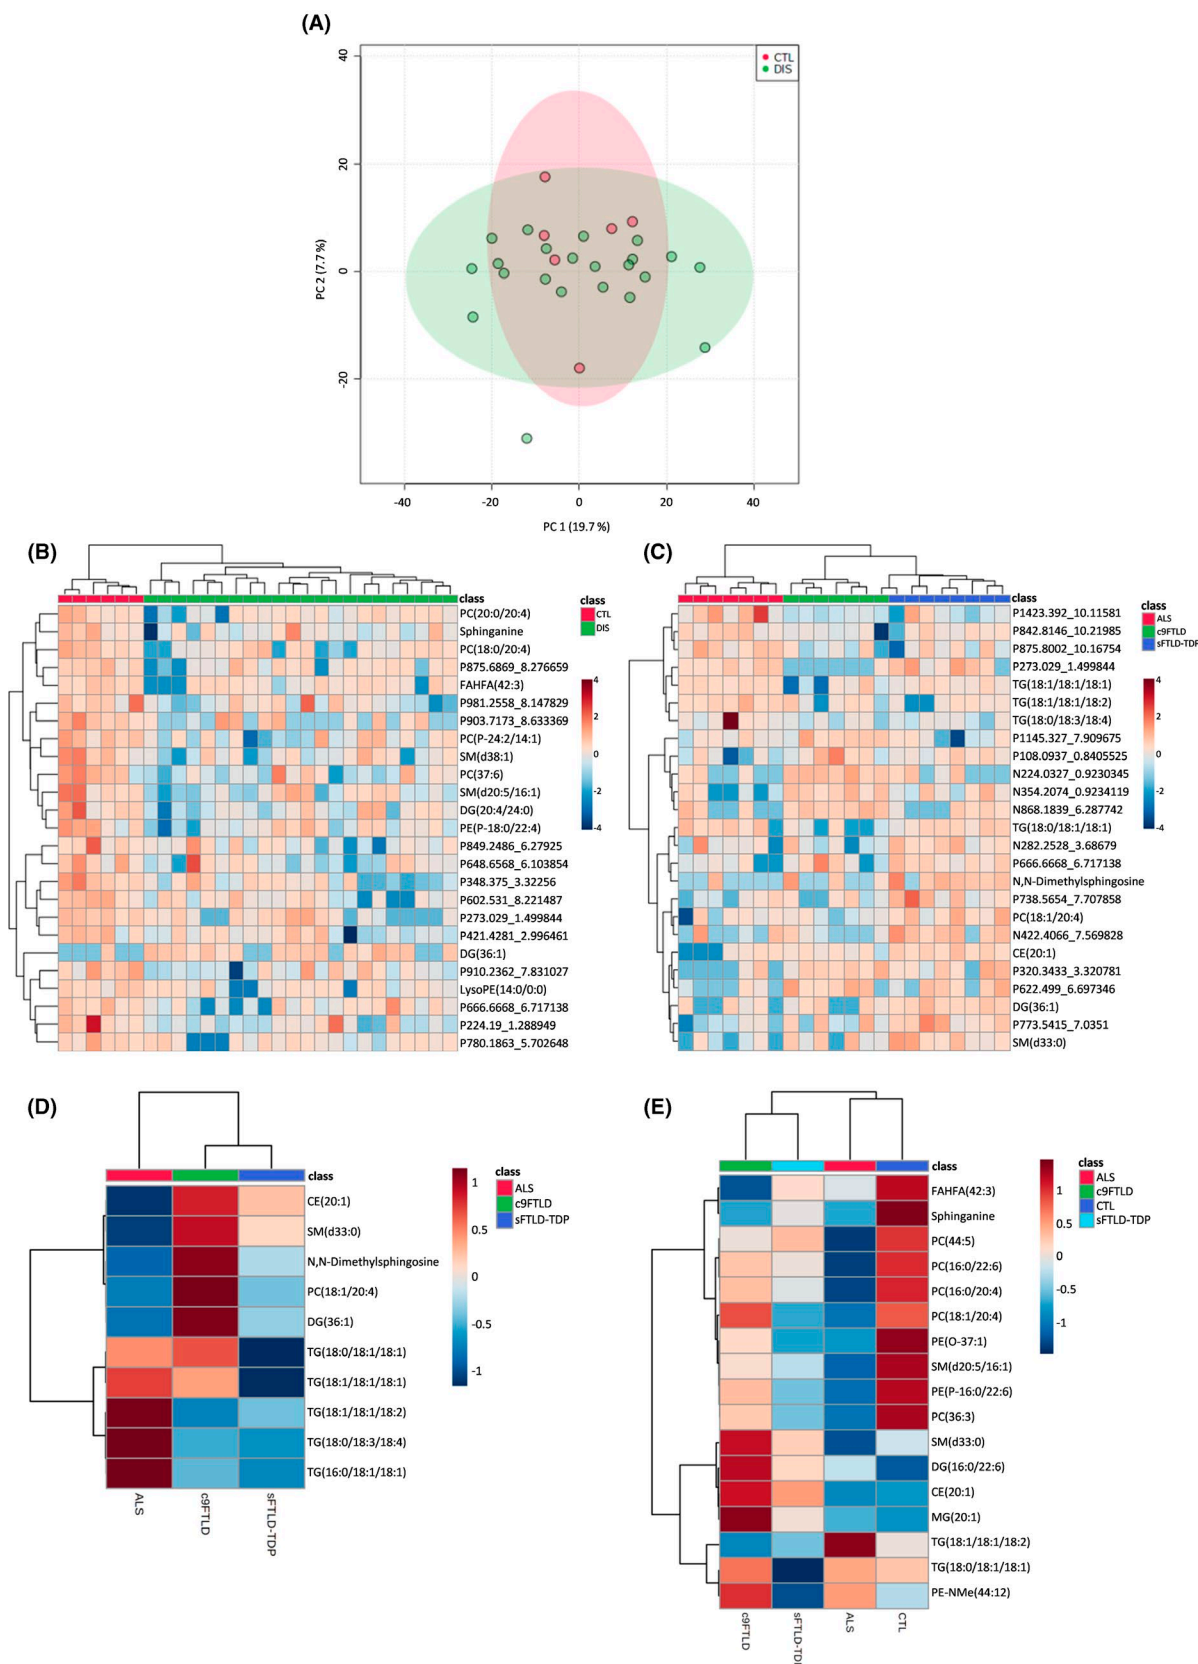 (A)
CTL
DIS
40
20
0
-20
PC 2 (7.7 %)
-40
-20
0
20
40
PC 1 (19.7 %)
(B)
class
PC(20:0/20:4)
Sphinganine
PC(18:0/20:4)
P875.6869_8.276659
FAHFA(42:3)
P981.2558_8.147829
P903.7173_8.633369
PC(P-24:2/14:1)
SM(d38:1)
PC(37:6)
SM(d20:5/16:1)
DG(20:4/24:0)
PE(P-18:0/22:4)
P849.2486_6.27925
P648.6568_6.103854
P348.375_3.32256
P602.531_8.221487
P273.029_1.499844
P421.4281_2.996461
DG(36:1)
P910.2362_7.831027
LysoPE(14:0/0:0)
P666.6668_6.717138
P224.19_1.288949
P780.1863_5.702648
class
CTL
DIS
4
2
0
-2
-4
(C)
class
P1423.392_10.11581
P842.8146_10.21985
P875.8002_10.16754
P273.029_1.499844
TG(18:1/18:1/18:1)
TG(18:1/18:1/18:2)
TG(18:0/18:3/18:4)
P1145.327_7.909675
P108.0937_0.8405525
N224.0327_0.9230345
N354.2074_0.9234119
N868.1839_6.287742
TG(18:0/18:1/18:1)
N282.2528_3.68679
P666.6668_6.717138
N,N-Dimethylsphingosine
P738.5654_7.707858
PC(18:1/20:4)
N422.4066_7.569828
CE(20:1)
P320.3433_3.320781
P622.499_6.697346
DG(36:1)
P773.5415_7.0351
SM(d33:0)
class
ALS
c9FTLD
sFTLD-TDP
4
2
0
-2
-4
(D)
class
CE(20:1)
SM(d33:0)
N,N-Dimethylsphingosine
PC(18:1/20:4)
DG(36:1)
TG(18:0/18:1/18:1)
TG(18:1/18:1/18:1)
TG(18:1/18:1/18:2)
TG(18:0/18:3/18:4)
TG(16:0/18:1/18:1)
ALS
c9FTLD
sFTLD-TDP
1
0.5
0
-0.5
-1
class
ALS
c9FTLD
sFTLD-TDP
(E)
class
FAHFA(42:3)
Sphinganine
PC(44:5)
PC(16:0/22:6)
PC(16:0/20:4)
PC(18:1/20:4)
PE(O-37:1)
SM(d20:5/16:1)
PE(P-16:0/22:6)
PC(36:3)
SM(d33:0)
DG(16:0/22:6)
CE(20:1)
MG(20:1)
TG(18:1/18:1/18:2)
TG(18:0/18:1/18:1)
PE-NMe(44:12)
c9FTLD
sFTLD-TDP
ALS
CTL
1
0.5
0
-0.5
-1
class
ALS
c9FTLD
CTL
sFTLD-TDP